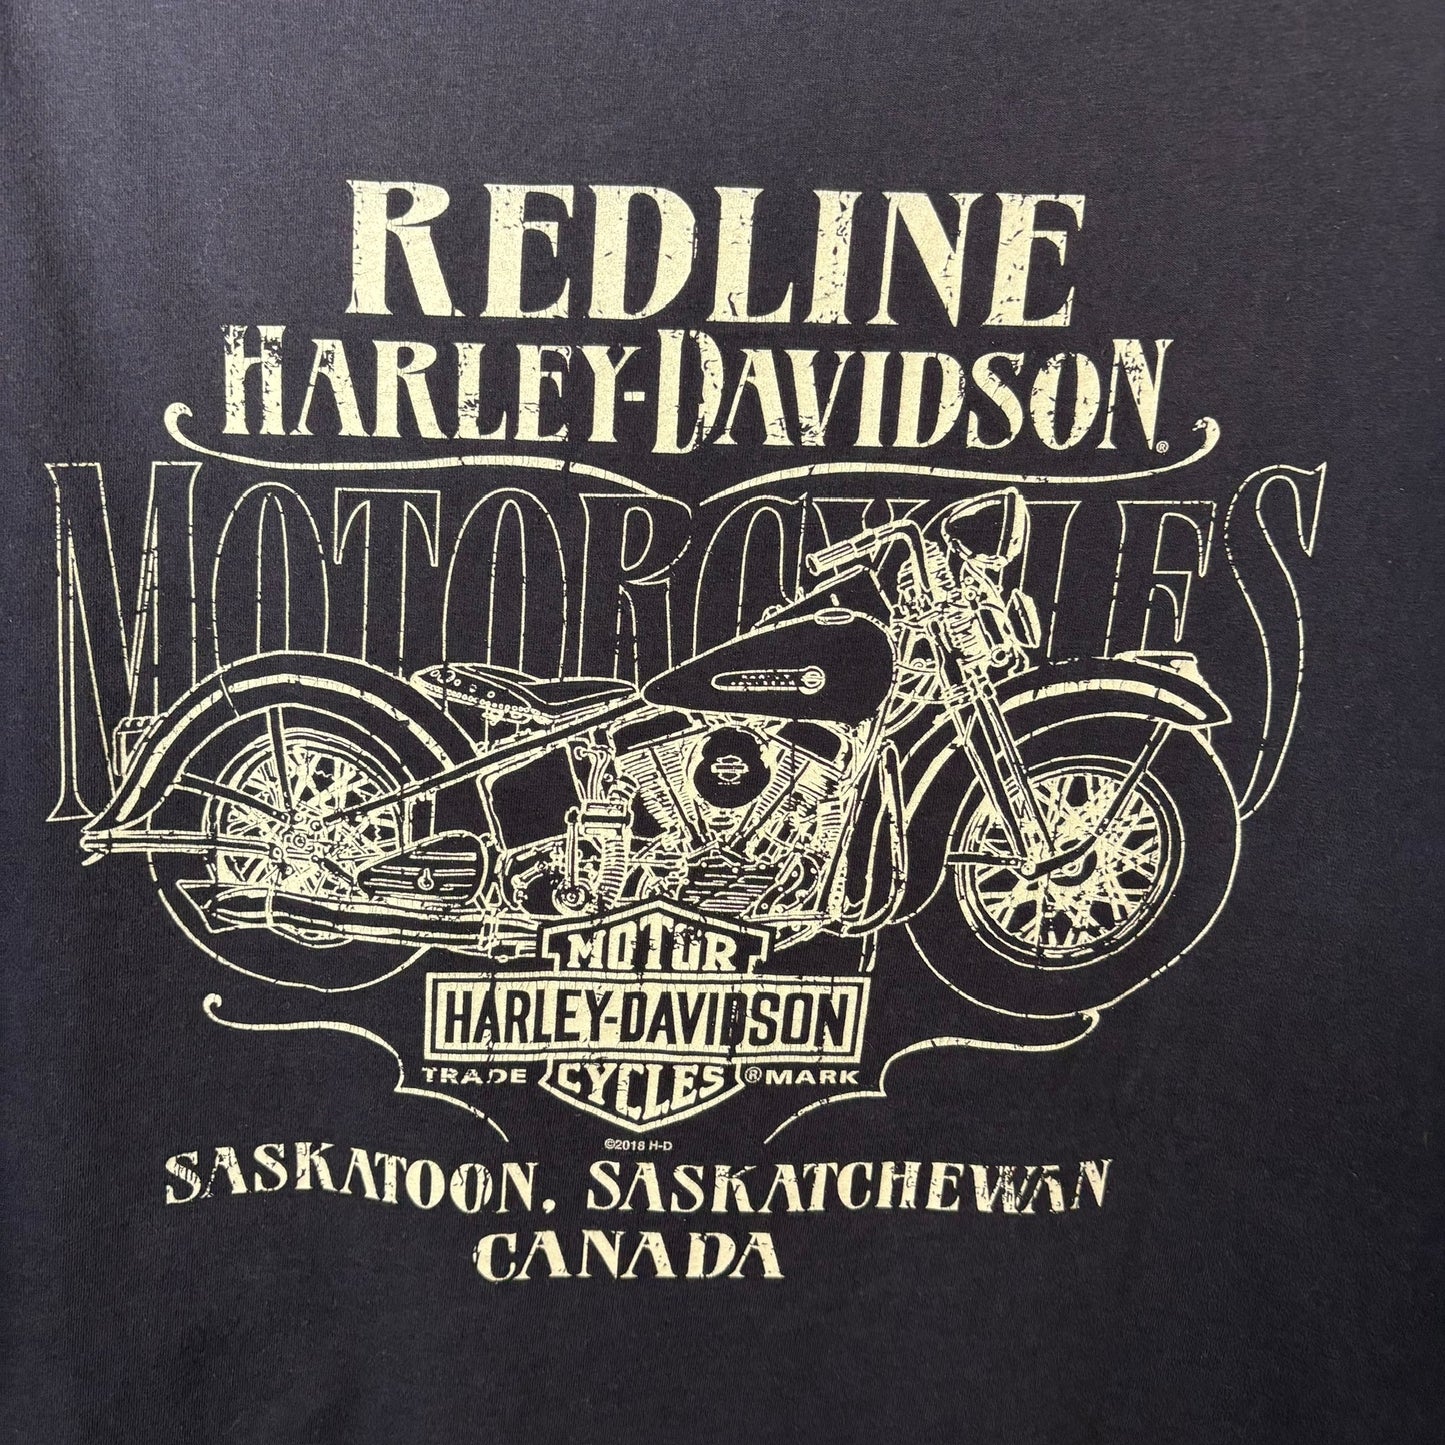 REDLINE
HARLEY-DAVIDSON®
MOTORCYCLES
MOTOR
HARLEY-DAVIDSON
TRADE CYCLES ® MARK
©2018 H-D
SASKATOON, SASKATCHEWAN
CANADA